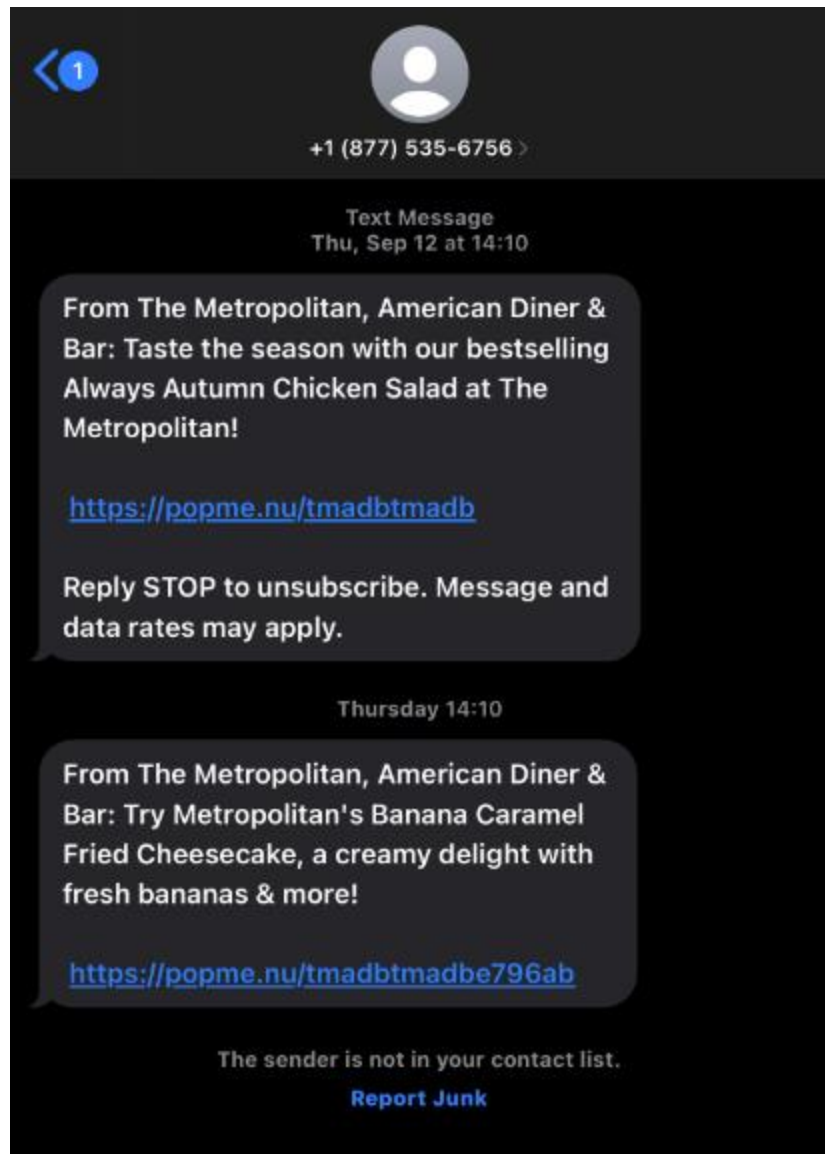 1
+1 (877) 535-6756 >
Text Message
Thu, Sep 12 at 14:10
From The Metropolitan, American Diner &
Bar: Taste the season with our bestselling
Always Autumn Chicken Salad at The
Metropolitan!
https://popme.nu/tmadbtmadb
Reply STOP to unsubscribe. Message and
data rates may apply.
Thursday 14:10
From The Metropolitan, American Diner &
Bar: Try Metropolitan's Banana Caramel
Fried Cheesecake, a creamy delight with
fresh bananas & more!
https://popme.nu/tmadbtmadbe796ab
The sender is not in your contact list.
Report Junk